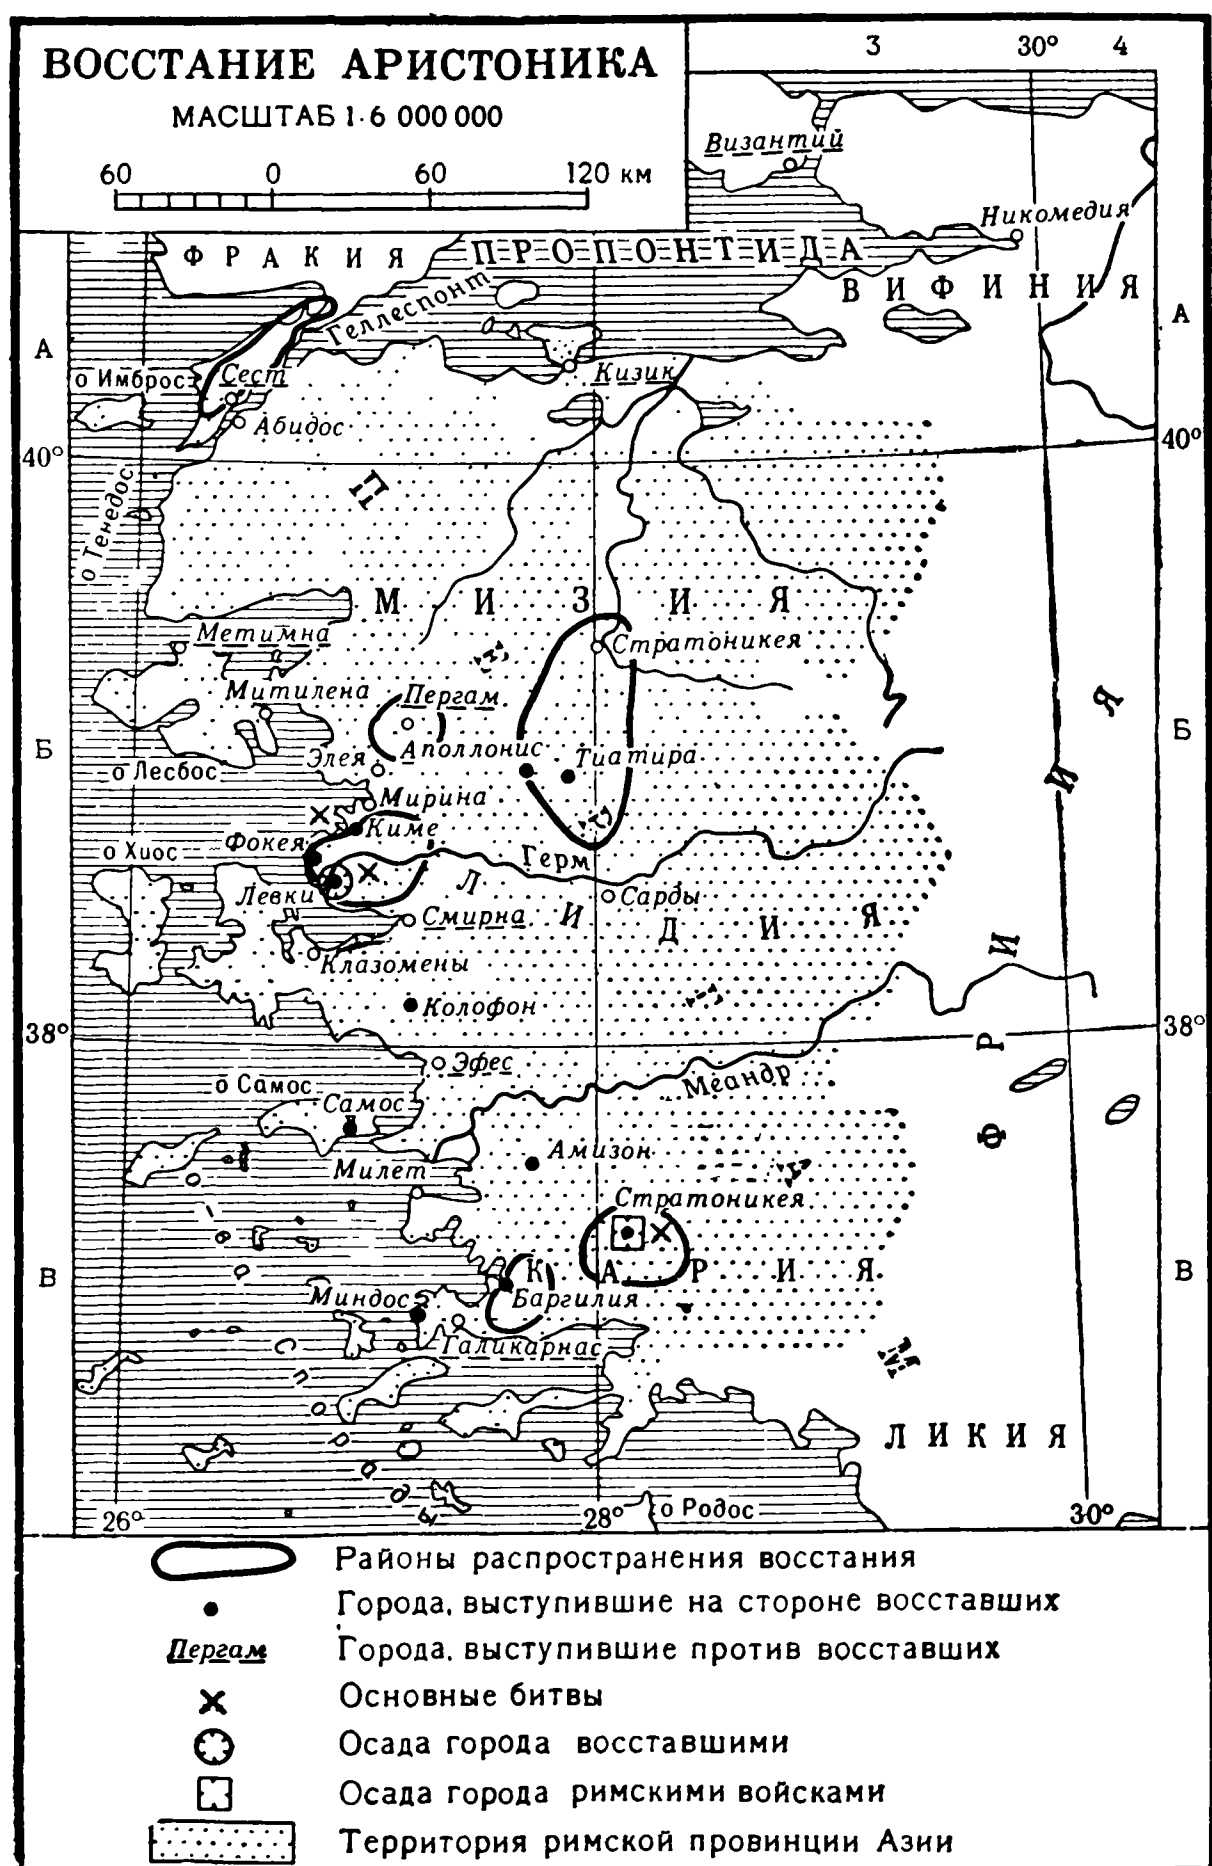 ВОССТАНИЕ АРИСТОНИКА
МАСШТАБ 1·6 000 000
60 0 60 120 км
3 30° 4
Византий
Никомедия
ФРАКИЯ
ПРОПОНТИДА
ВИФИНИЯ
Геллеспонт
А
А
о Имброс
Сест
Кизик
Абидос
40°
40°
о Тенедос
П
МИЗИЯ
Метимна
Стратоникея
Митилена
Пергам
Б
Б
Элея
Аполлонис
Тиатира
о Лесбос
Мирина
Киме
Фокея
о Хиос
Герм
Левки
Сарды
ЛИДИЯ
Смирна
Клазомены
Колофон
38°
38°
Эфес
Меандр
о Самос
Самос
ФРИГИЯ
Амизон
Милет
Стратоникея
В
В
КАРИЯ
Баргилия
Миндос
Галикарнас
ЛИКИЯ
о Родос
26° 28° 30°
Районы распространения восстания
Города, выступившие на стороне восставших
Пергам Города, выступившие против восставших
Основные битвы
Осада города восставшими
Осада города римскими войсками
Территория римской провинции Азии